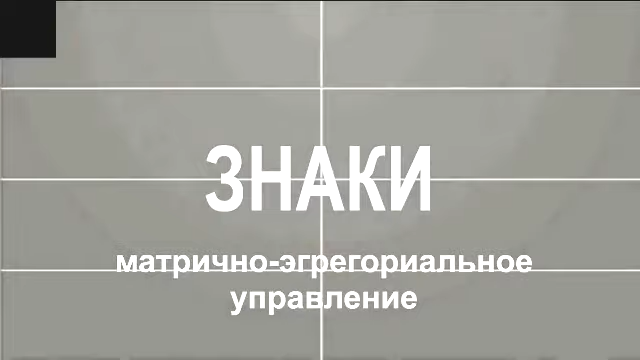 ЗНАКИ
матрично-эгрегориальное
управление